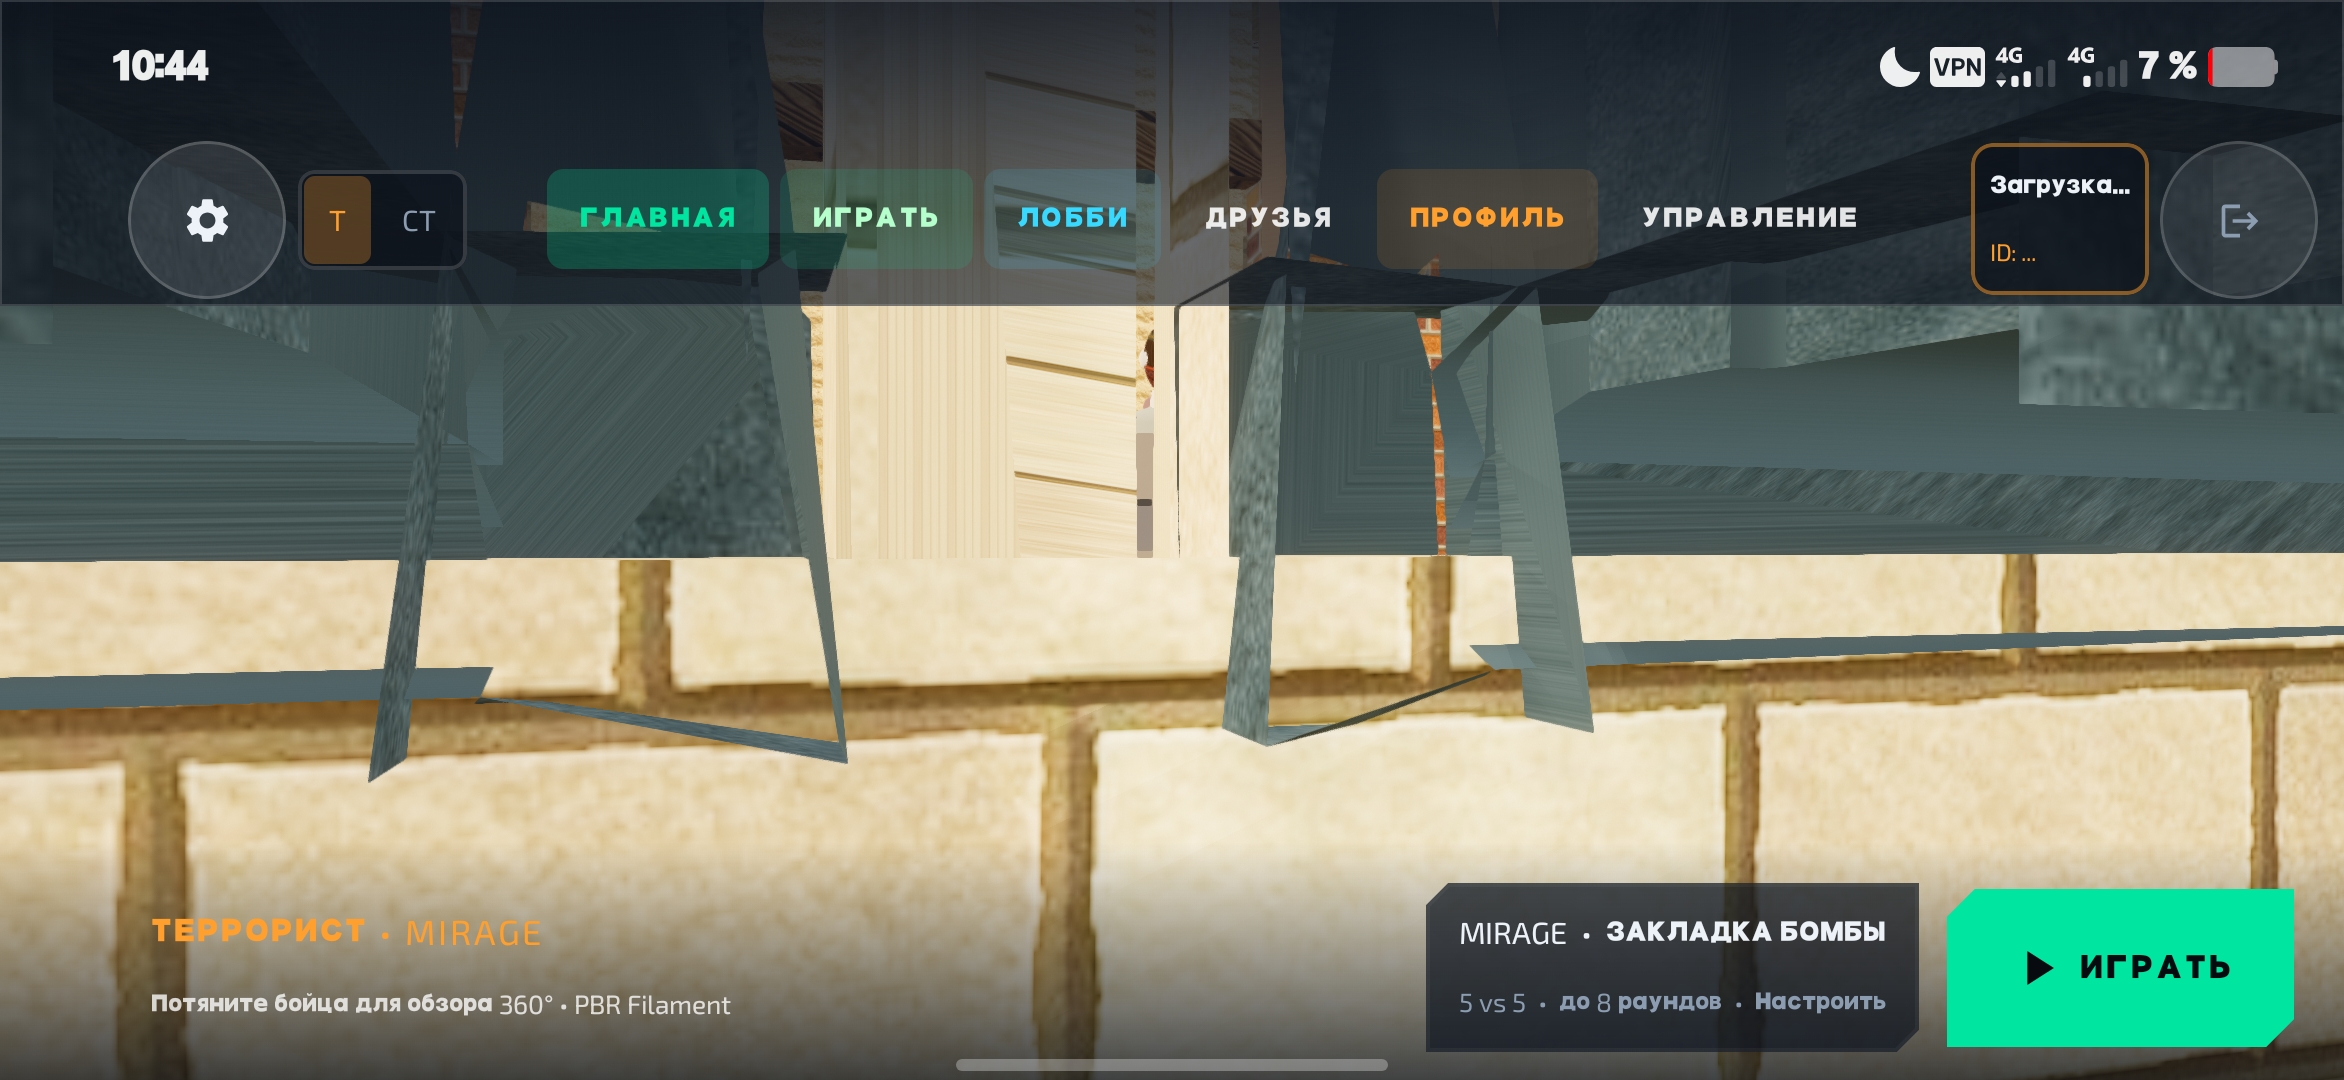 10:44
VPN 4G 4G 7 %
T CT ГЛАВНАЯ ИГРАТЬ ЛОББИ ДРУЗЬЯ ПРОФИЛЬ УПРАВЛЕНИЕ
Загрузка...
ID: ...
ТЕРРОРИСТ · MIRAGE
Потяните бойца для обзора 360° • PBR Filament
MIRAGE · ЗАКЛАДКА БОМБЫ
5 vs 5 · до 8 раундов · Настроить
ИГРАТЬ